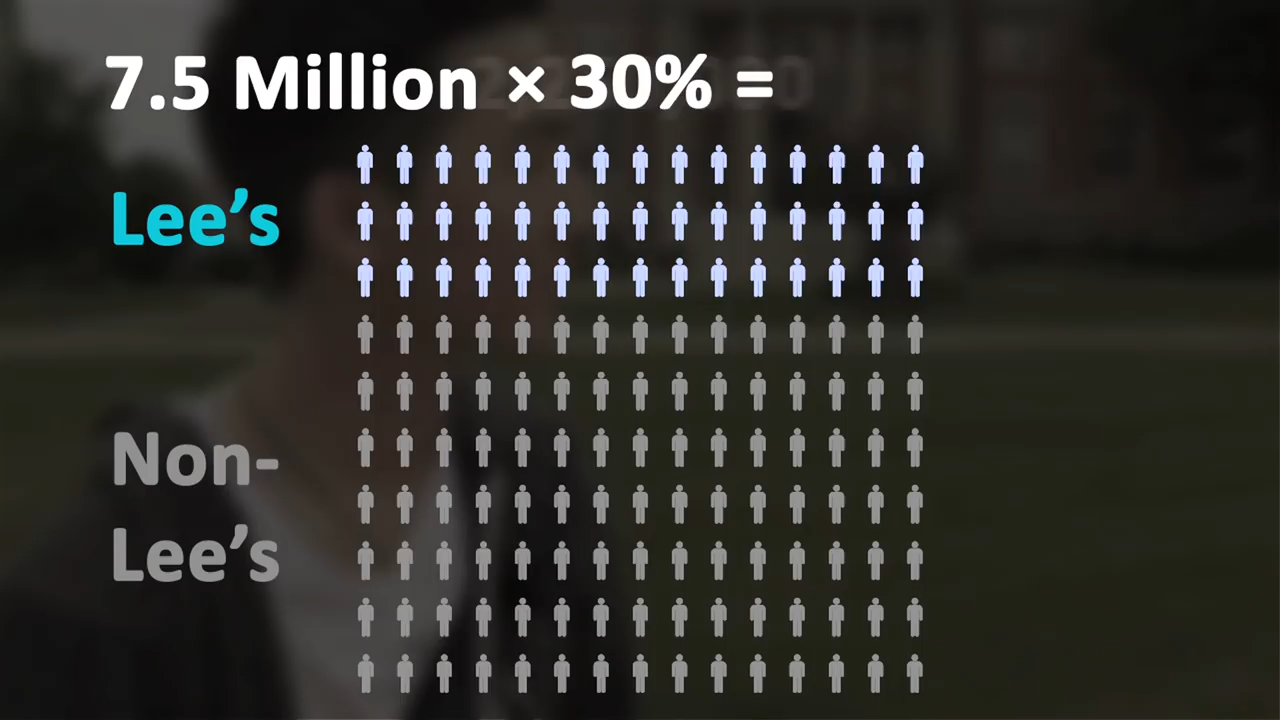 7.5 Million × 30% =
Lee’s
Non-
Lee’s